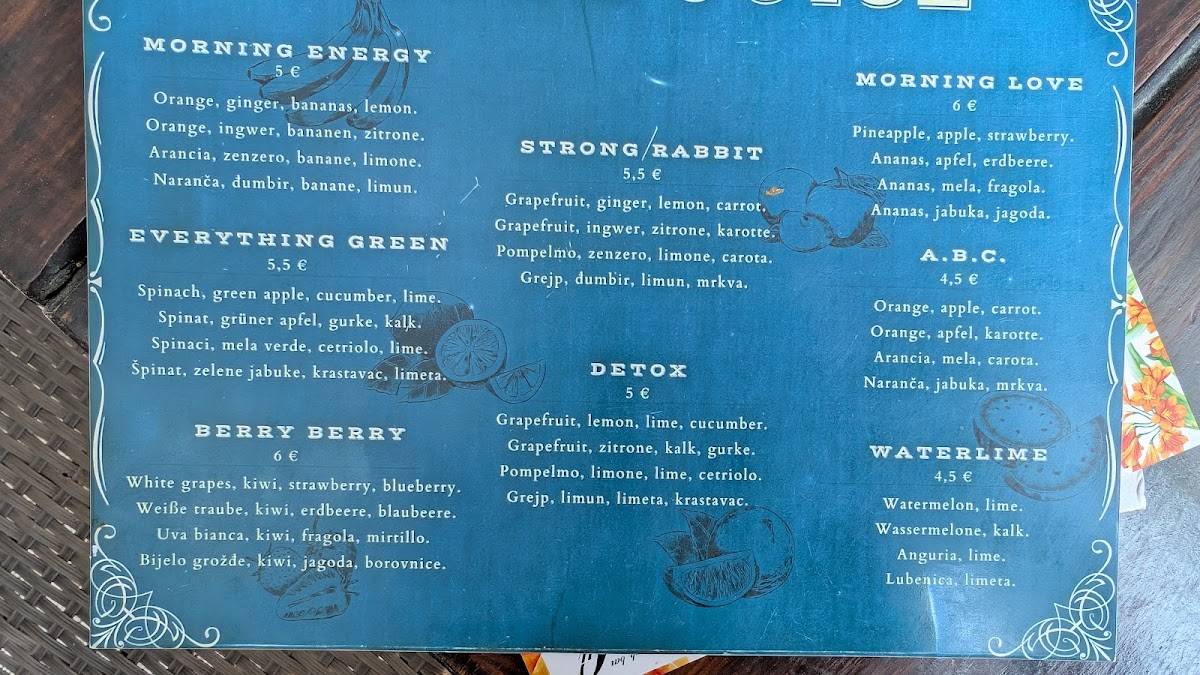 MORNING ENERGY
5 €
Orange, ginger, bananas, lemon.
Orange, ingwer, bananen, zitrone.
Arancia, zenzero, banane, limone.
Naranča, đumbir, banane, limun.
EVERYTHING GREEN
5,5 €
Spinach, green apple, cucumber, lime.
Spinat, grüner apfel, gurke, kalk.
Spinaci, mela verde, cetriolo, lime.
Špinat, zelene jabuke, krastavac, limeta.
BERRY BERRY
6 €
White grapes, kiwi, strawberry, blueberry.
Weiße traube, kiwi, erdbeere, blaubeere.
Uva bianca, kiwi, fragola, mirtillo.
Bijelo grožđe, kiwi, jagoda, borovnice.
STRONG RABBIT
5,5 €
Grapefruit, ginger, lemon, carrot.
Grapefruit, ingwer, zitrone, karotte.
Pompelmo, zenzero, limone, carota.
Grejp, đumbir, limun, mrkva.
DETOX
5 €
Grapefruit, lemon, lime, cucumber.
Grapefruit, zitrone, kalk, gurke.
Pompelmo, limone, lime, cetriolo.
Grejp, limun, limeta, krastavac.
MORNING LOVE
6 €
Pineapple, apple, strawberry.
Ananas, apfel, erdbeere.
Ananas, mela, fragola.
Ananas, jabuka, jagoda.
A.B.C.
4,5 €
Orange, apple, carrot.
Orange, apfel, karotte.
Arancia, mela, carota.
Naranča, jabuka, mrkva.
WATERLIME
4,5 €
Watermelon, lime.
Wassermelone, kalk.
Anguria, lime.
Lubenica, limeta.